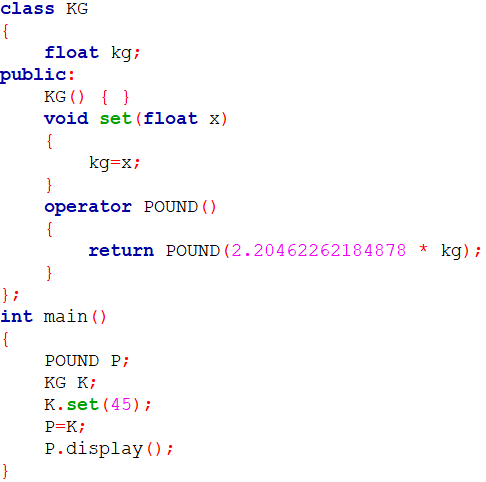 class KG
{
    float kg;
public:
    KG() { }
    void set(float x)
    {
        kg=x;
    }
    operator POUND()
    {
        return POUND(2.20462262184878 * kg);
    }
};
int main()
{
    POUND P;
    KG K;
    K.set(45);
    P=K;
    P.display();
}